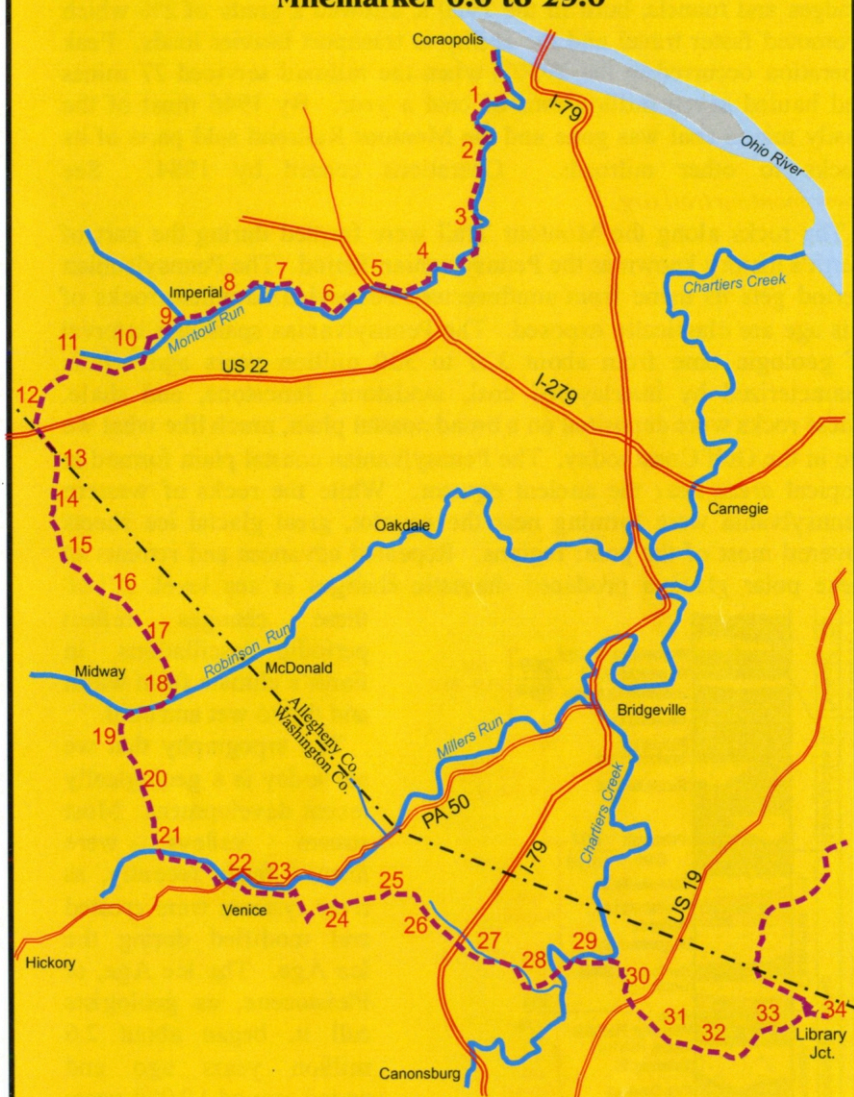 Milemarker 0.0 to 29.0
Coraopolis
1
I-79
2
Ohio River
3
4
Chartiers Creek
5
6
7
8
Imperial
9
Montour Run
10
11
US 22
I-279
12
13
14
Carnegie
Oakdale
15
16
17
Robinson Run
McDonald
Midway
18
Allegheny Co.
Washington Co.
Bridgeville
19
Millers Run
20
PA 50
Chartiers Creek
21
I-79
22
23
Venice
24
25
26
US 19
27
28
29
Hickory
30
31
32
33
34
Library
Jct.
Canonsburg